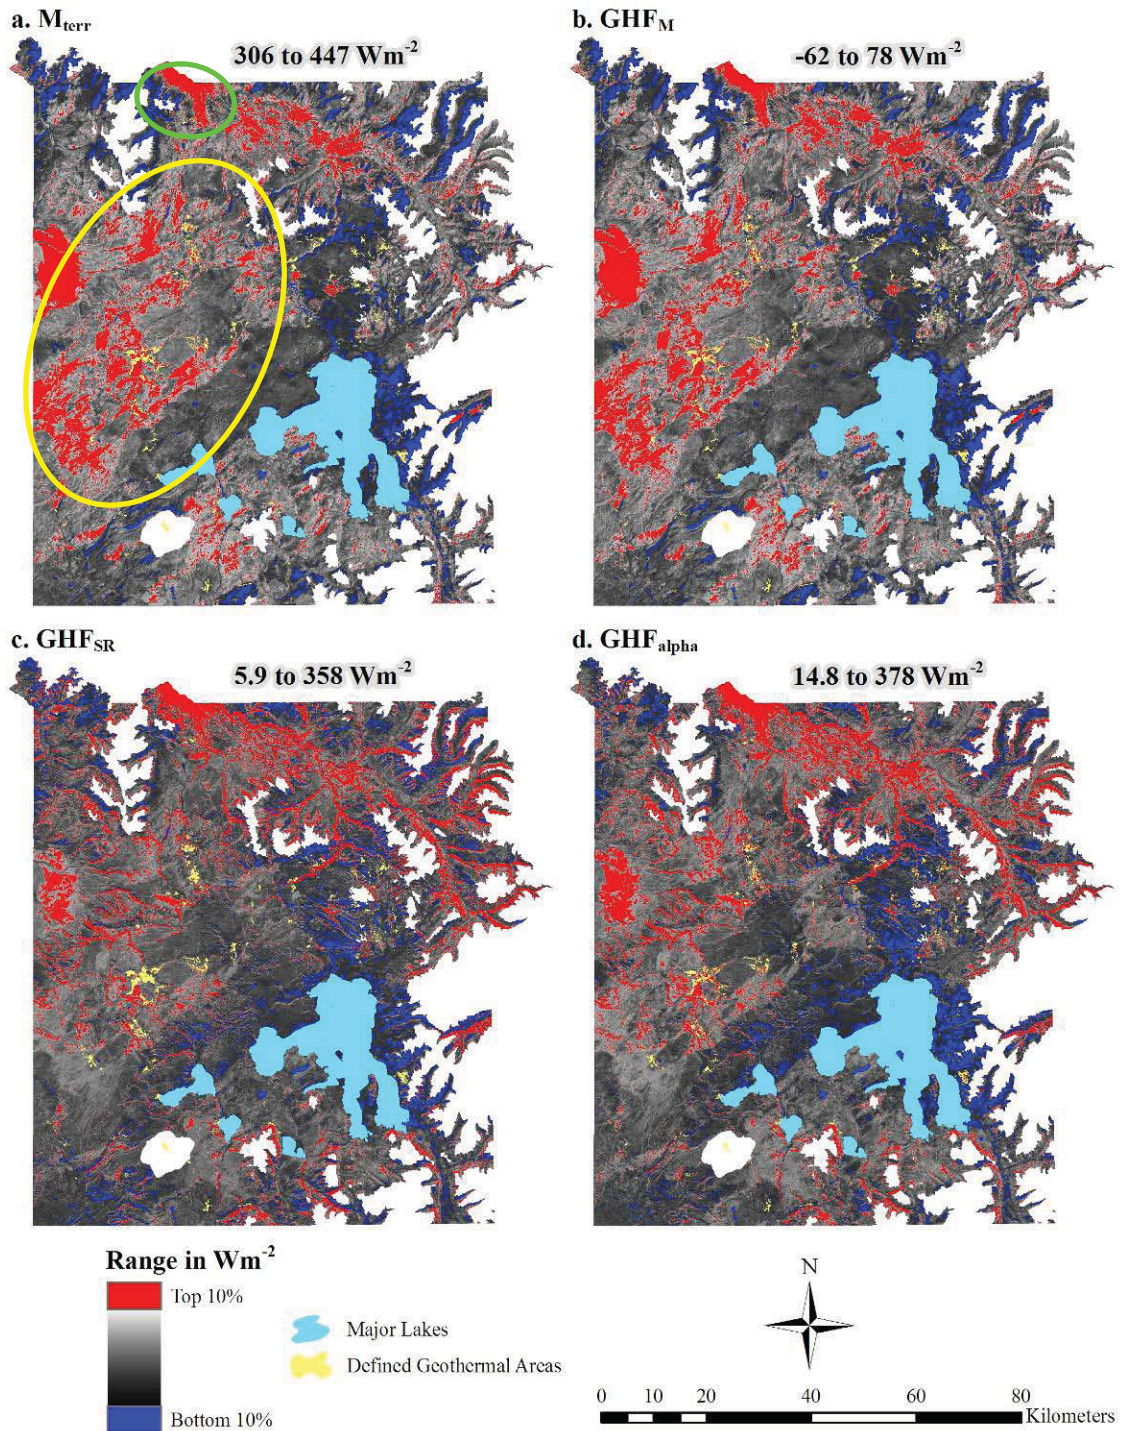 a. Mterr
306 to 447 Wm-2
b. GHFM
-62 to 78 Wm-2
c. GHFSR
5.9 to 358 Wm-2
d. GHFalpha
14.8 to 378 Wm-2
Range in Wm-2
Top 10%
Bottom 10%
Major Lakes
Defined Geothermal Areas
N
0 10 20 40 60 80
Kilometers